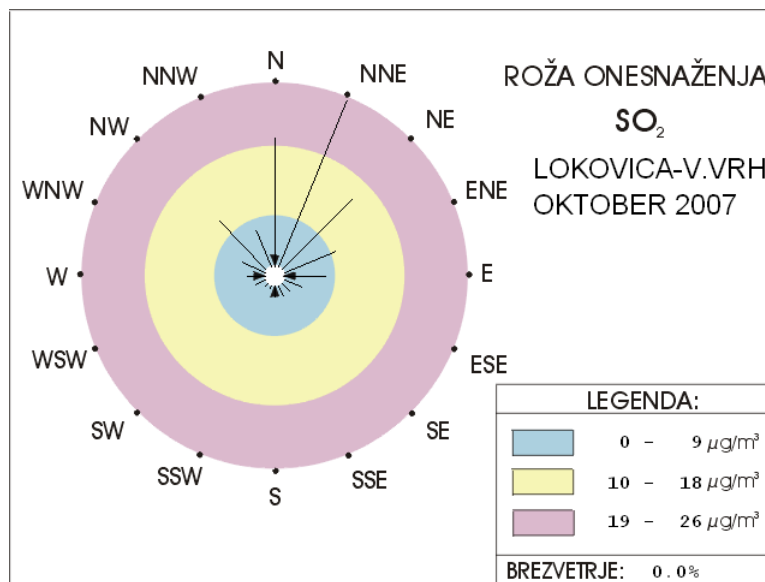 ROŽA ONESNAŽENJA
SO₂
LOKOVICA-V.VRH
OKTOBER 2007
N
NNE
NE
ENE
E
ESE
SE
SSE
S
SSW
SW
WSW
W
WNW
NW
NNW
LEGENDA:
0 - 9 µg/m³
10 - 18 µg/m³
19 - 26 µg/m³
BREZVETRJE: 0.0%